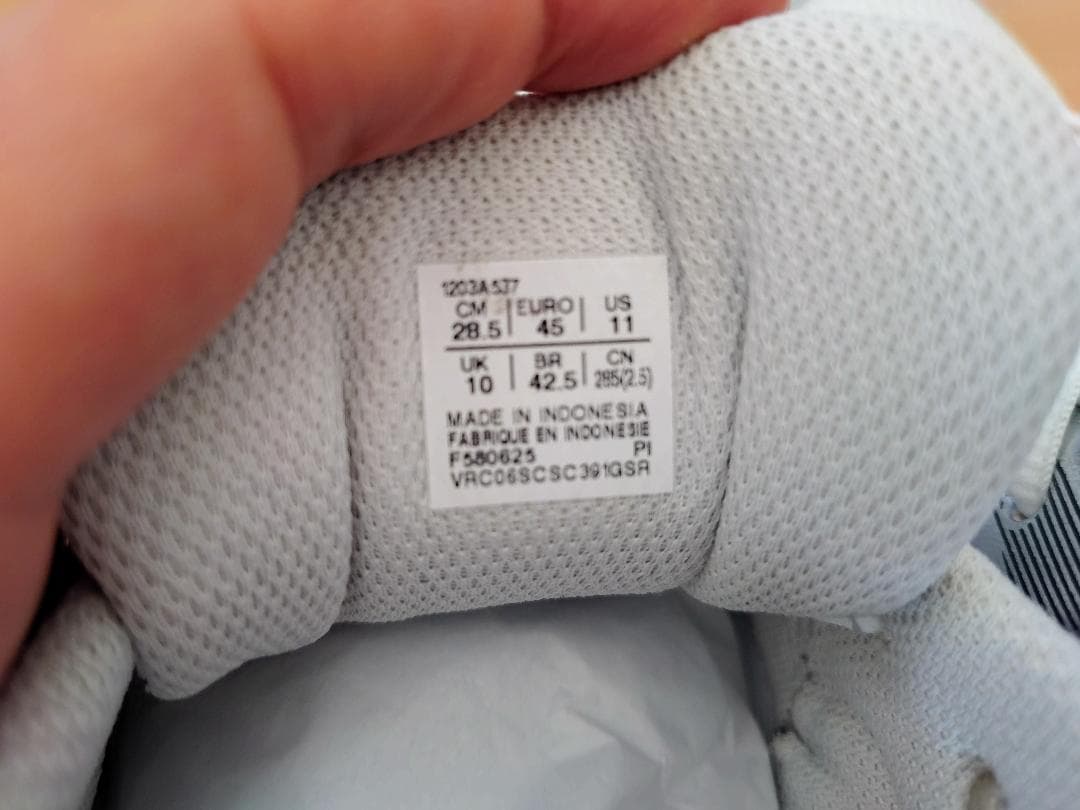 1203A537
CM | EURO | US
28.5 | 45 | 11
UK | BR | CN
10 | 42.5 | 285(2.5)
MADE IN INDONESIA
FABRIQUE EN INDONESIE
F580625 PI
VRC06SCSC391GSR